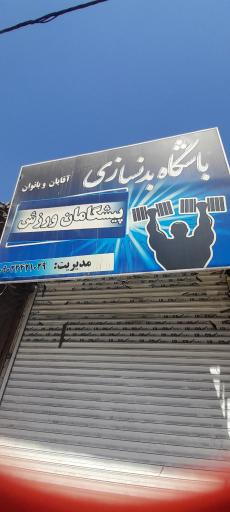 باشگاه بدنسازی
آقایان و بانوان
پیشگامان ورزش
مدیریت: